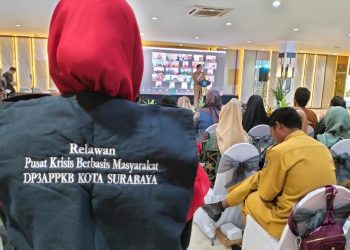 Relawan
Pusat Krisis Berbasis Masyarakat
DP3APPKB KOTA SURABAYA